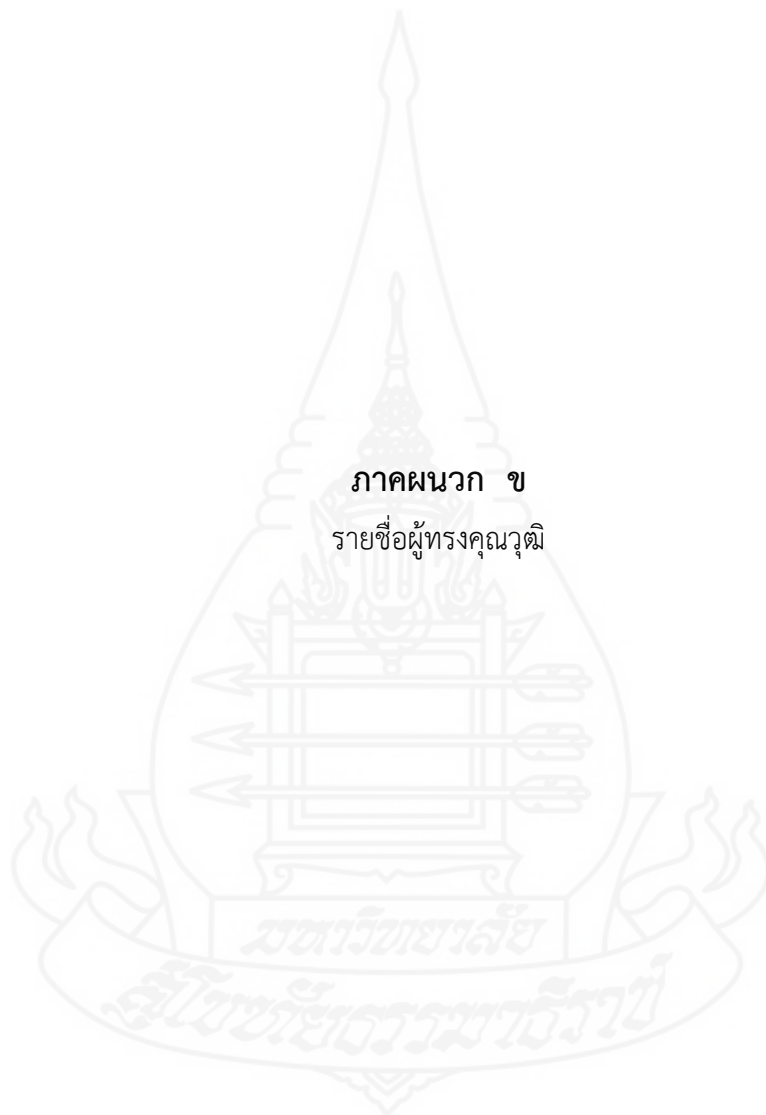 ภาคผนวก ข
รายชื่อผู้ทรงคุณวุฒิ
มหาวิทยาลัย
สุโขทัยธรรมาธิราช